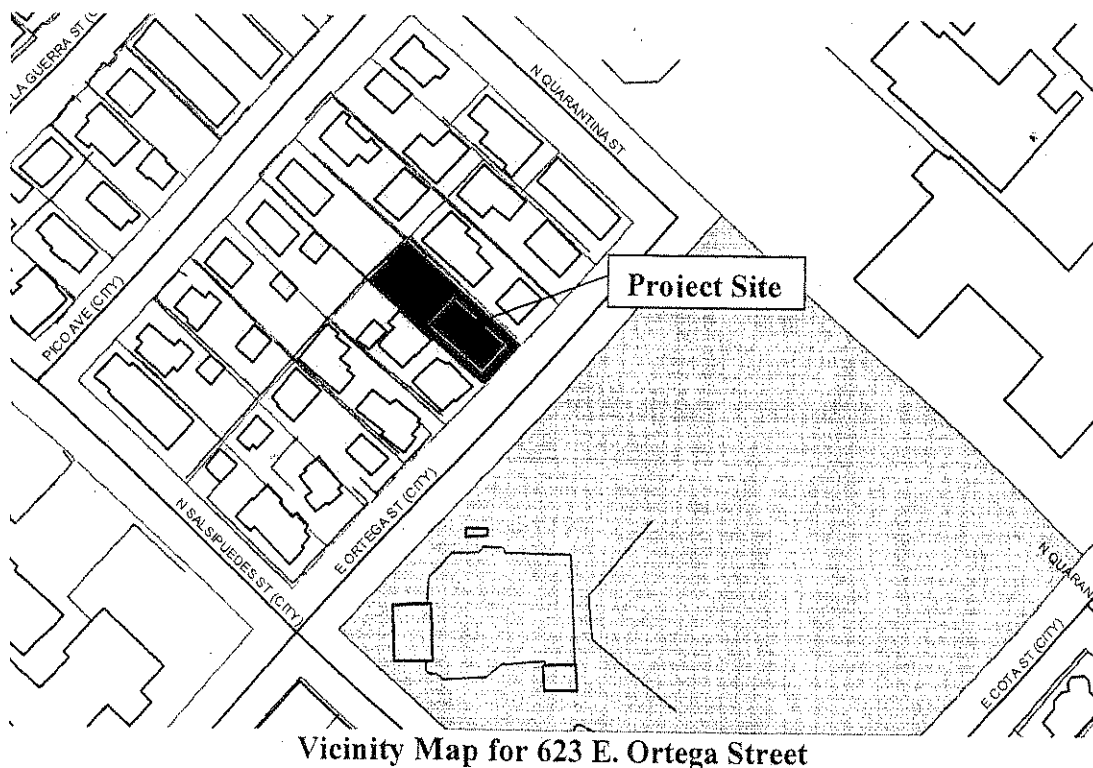 LA GUERRA ST (C
N QUARANTINA ST
Project Site
PICO AVE (CITY)
N SALSIPUEDES ST (CITY)
E ORTEGA ST (CITY)
N QUARAN
E COTA ST (CITY)
Vicinity Map for 623 E. Ortega Street